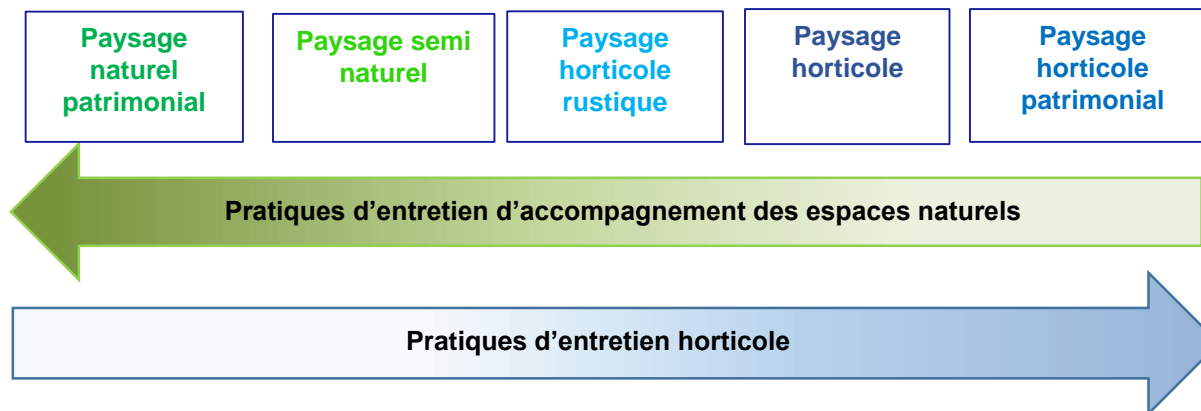 Paysage
naturel
patrimonial
Paysage semi
naturel
Paysage
horticole
rustique
Paysage
horticole
Paysage
horticole
patrimonial
Pratiques d’entretien d’accompagnement des espaces naturels
Pratiques d’entretien horticole